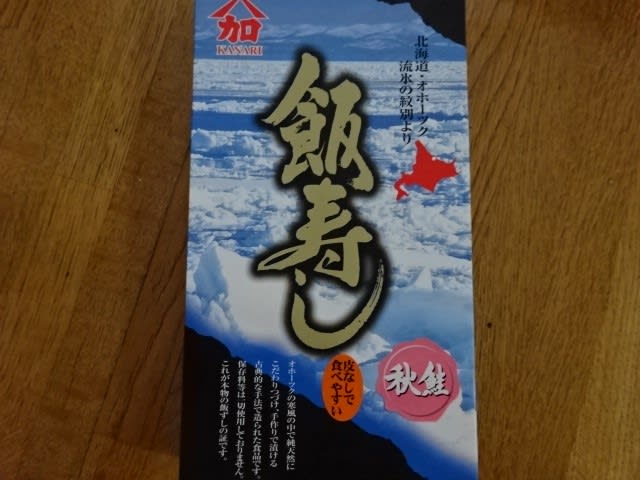 加
KANARI
北海道・オホーツク
流氷の紋別より
飯寿し
皮なしで
食べやすい
秋鮭
オホーツクの寒風の中で純天然に
こだわりつづけ、手作りで漬ける
古典的な手法で造られた食品です。
保存料等は一切使用しておりません。
これが本物の飯ずしの証です。